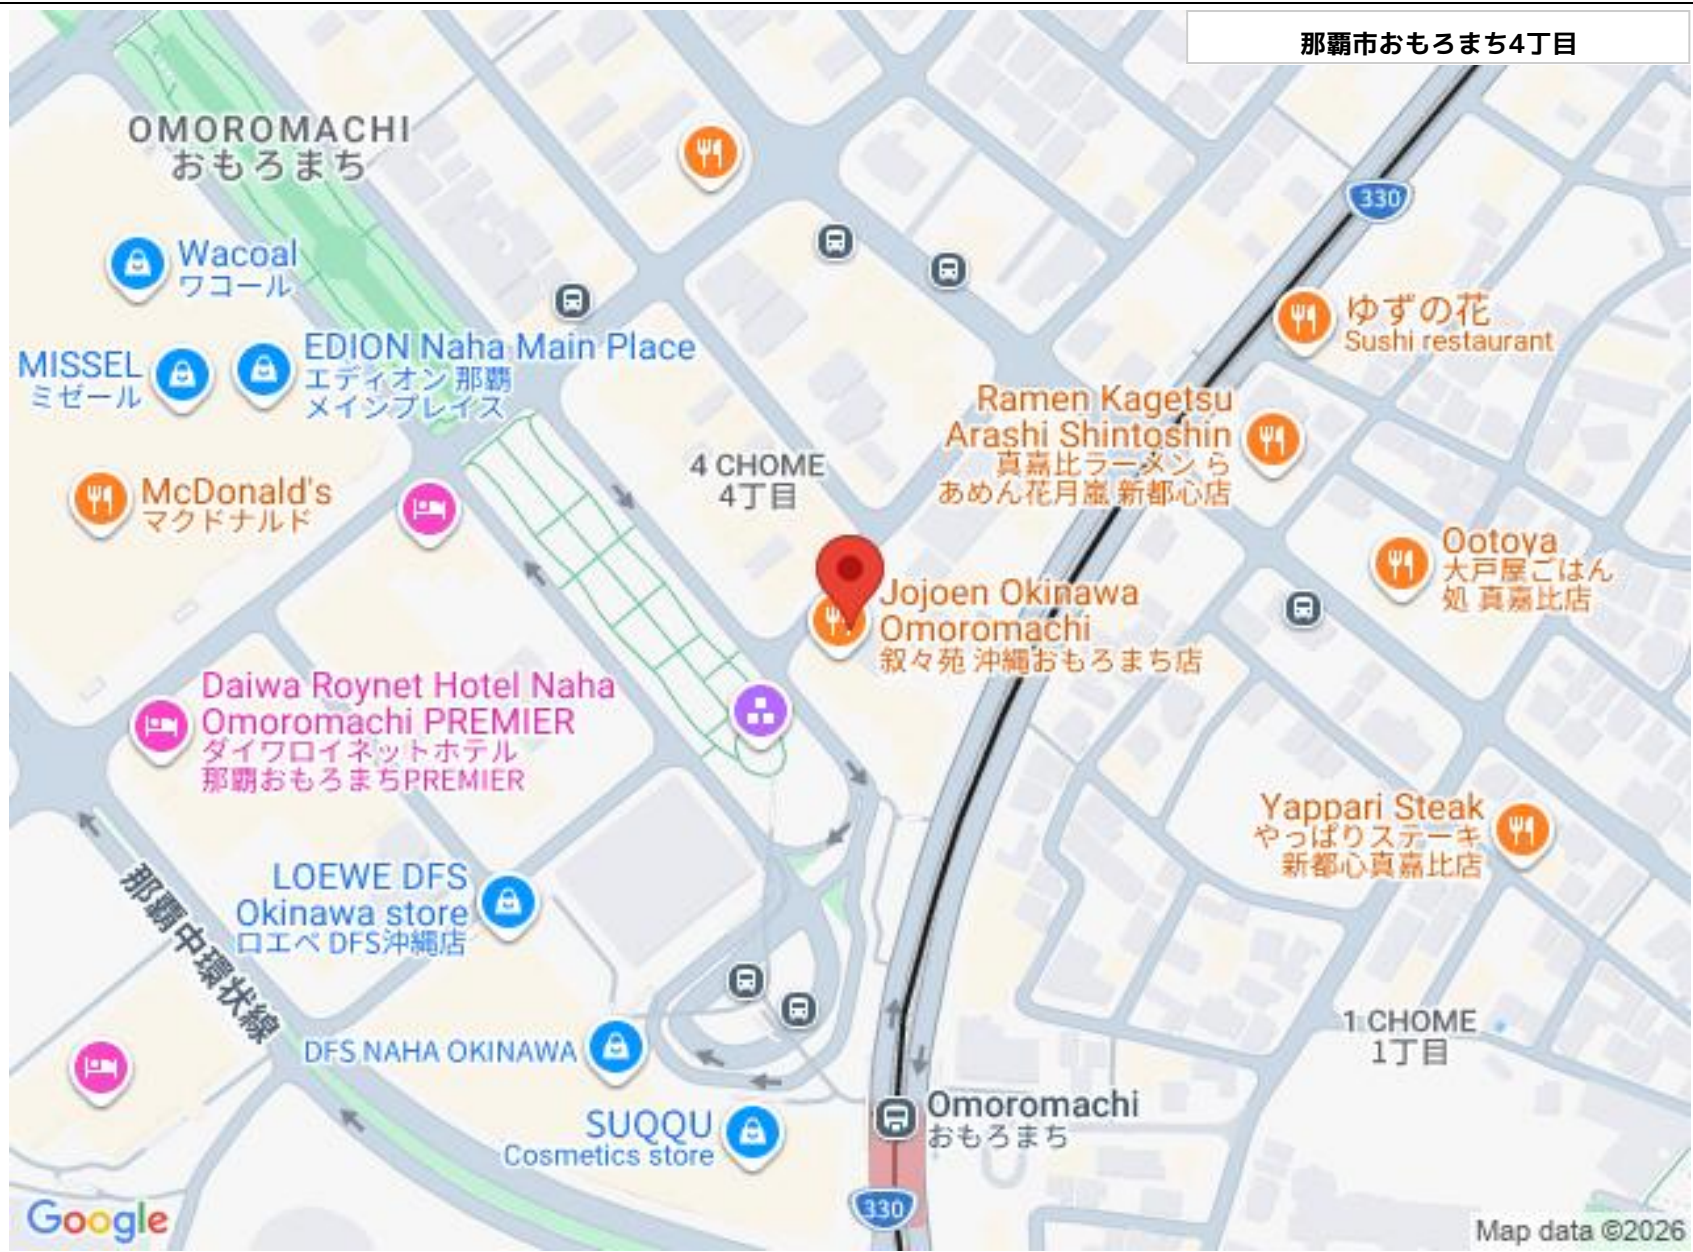 那覇市おもろまち4丁目
OMOROMACHI
おもろまち
330
Wacoal
ワコール
ゆずの花
Sushi restaurant
EDION Naha Main Place
エディオン 那覇
メインプレイス
MISSEL
ミゼール
Ramen Kagetsu
Arashi Shintoshin
真嘉比ラーメン ら
あめん花月嵐 新都心店
4 CHOME
4丁目
McDonald's
マクドナルド
Ootoya
大戸屋ごはん
処 真嘉比店
Jojoen Okinawa
Omoromachi
叙々苑 沖縄おもろまち店
Daiwa Roynet Hotel Naha
Omoromachi PREMIER
ダイワロイネットホテル
那覇おもろまちPREMIER
Yappari Steak
やっぱりステーキ
新都心真嘉比店
LOEWE DFS
Okinawa store
ロエベ DFS沖縄店
那覇中環状線
1 CHOME
1丁目
DFS NAHA OKINAWA
Omoromachi
おもろまち
SUQQU
Cosmetics store
330
Google
Map data ©2026